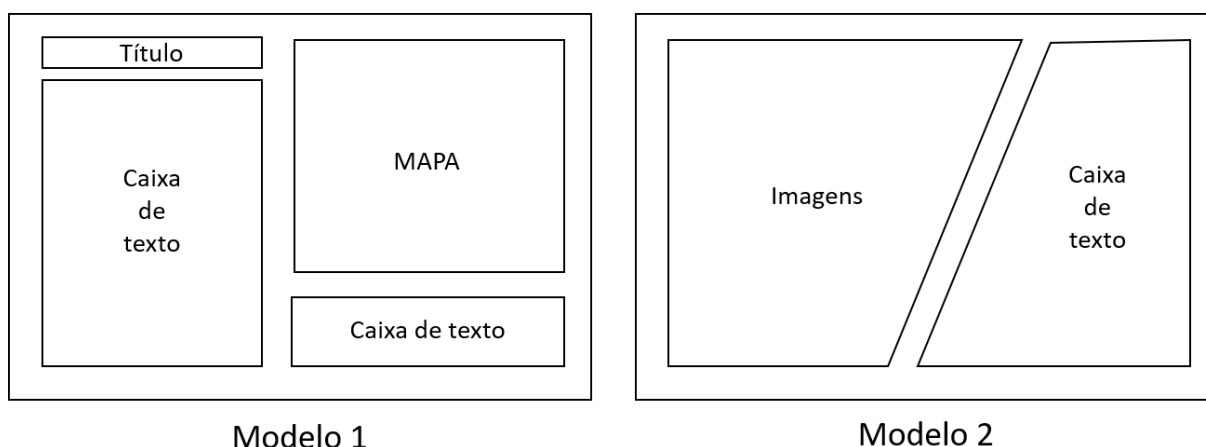 Título
Caixa
de
texto
MAPA
Caixa de texto
Modelo 1
Imagens
Caixa
de
texto
Modelo 2